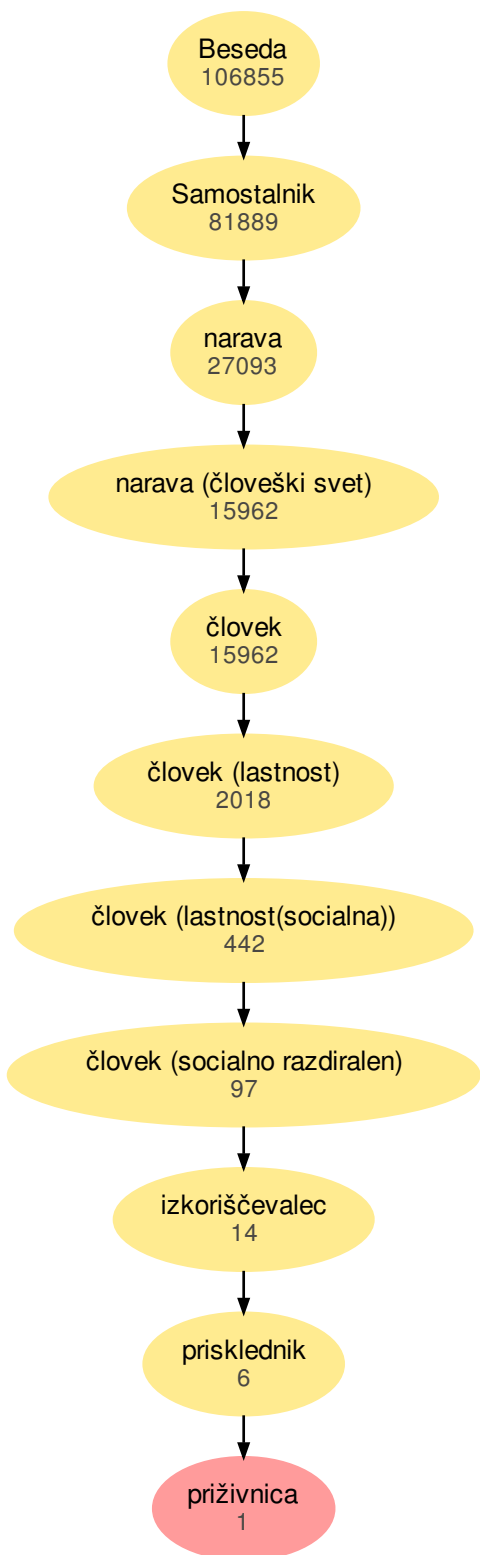 Beseda
106855
Samostalnik
81889
narava
27093
narava (človeški svet)
15962
človek
15962
človek (lastnost)
2018
človek (lastnost(socialna))
442
človek (socialno razdiralen)
97
izkoriščevalec
14
prisklednik
6
priživnica
1